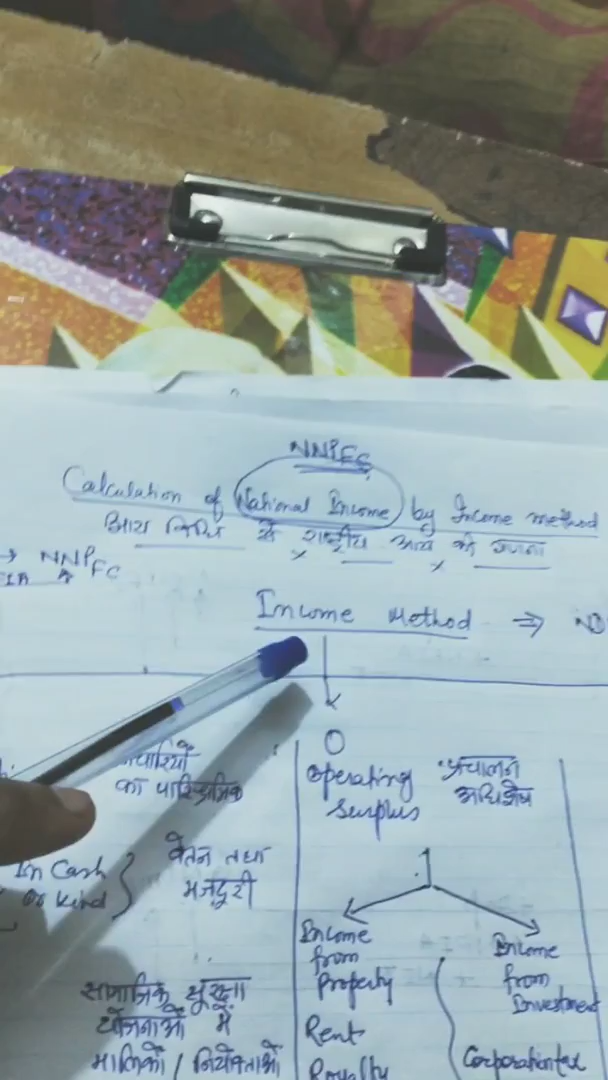 NNPFC
Calculation of National Income by Income method
आय विधि से राष्ट्रीय आय की गणना
→ NNPFC
Income Method ⇒ ND
का पारिश्रमिक
In Cash
or Kind
वेतन तथा
मजदूरी
सामाजिक सुरक्षा
योजनाओं में
मालिकों / नियोक्ताओं
O
Operating
Surplus
प्रचालन
अधिशेष
Income
from
Property
Rent
Royalty
Income
from
Investment
Corporation tax